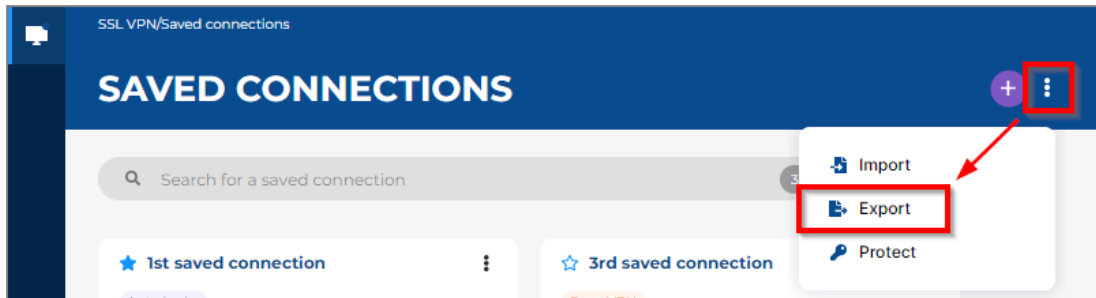 SSL VPN/Saved connections
SAVED CONNECTIONS
Search for a saved connection
Import
Export
Protect
1st saved connection
3rd saved connection